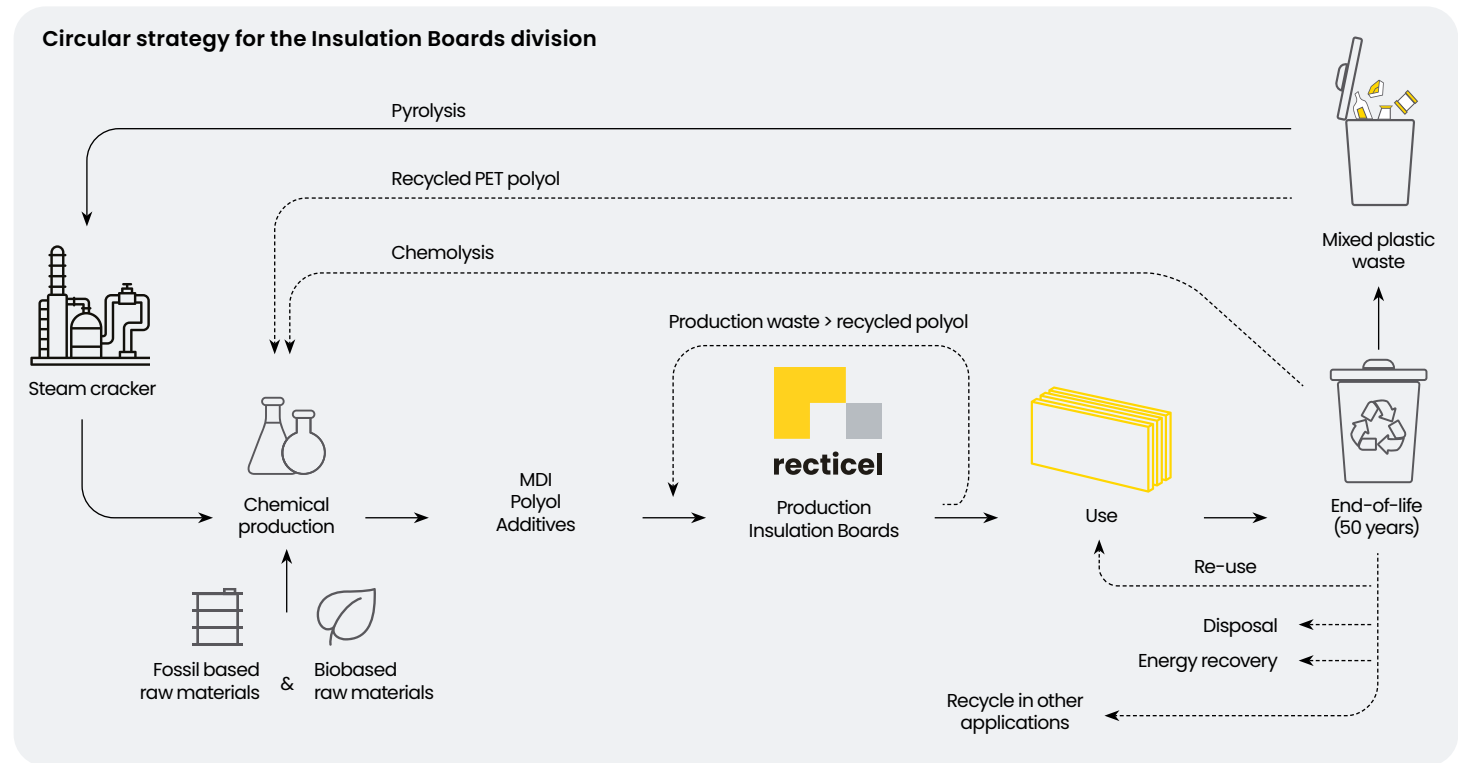 Circular strategy for the Insulation Boards division
Pyrolysis
Recycled PET polyol
Mixed plastic
waste
Chemolysis
Production waste > recycled polyol
Steam cracker
recticel
Chemical
production
MDI
Polyol
Additives
Production
Insulation Boards
Use
End-of-life
(50 years)
Re-use
Disposal
Energy recovery
Fossil based
raw materials
&
Biobased
raw materials
Recycle in other
applications